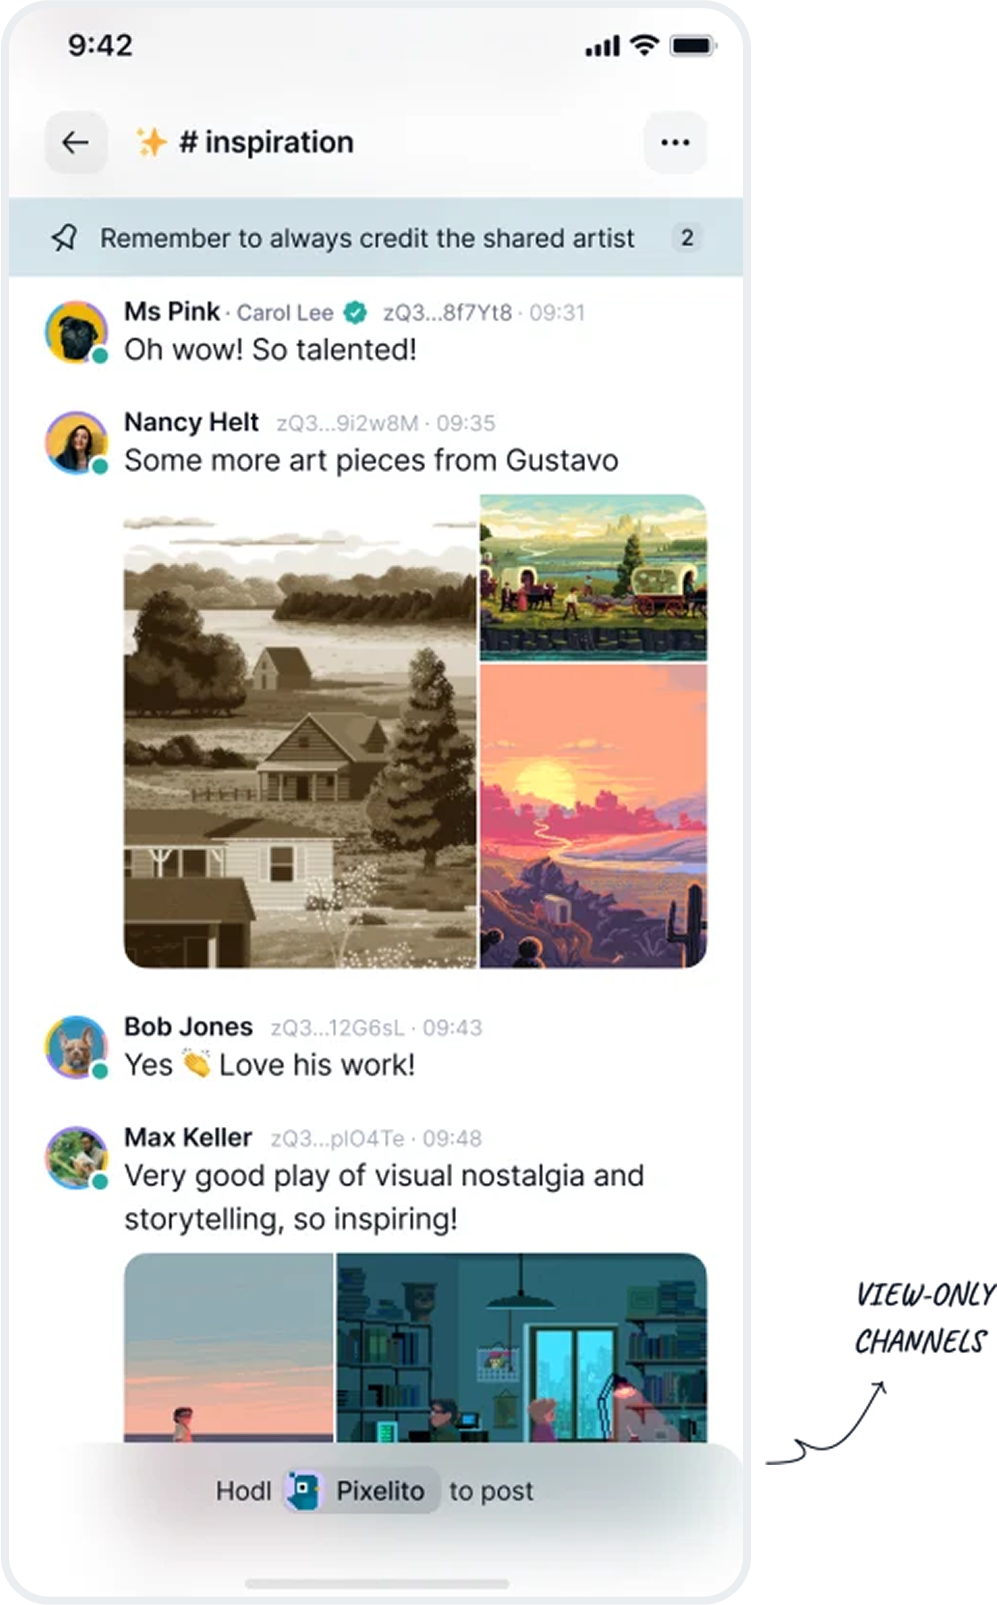 9:42
# inspiration
Remember to always credit the shared artist 2
Ms Pink · Carol Lee zQ3...8f7Yt8 · 09:31
Oh wow! So talented!
Nancy Helt zQ3...9i2w8M · 09:35
Some more art pieces from Gustavo
Bob Jones zQ3...12G6sL · 09:43
Yes 👏 Love his work!
Max Keller zQ3...plO4Te · 09:48
Very good play of visual nostalgia and
storytelling, so inspiring!
VIEW-ONLY
CHANNELS
Hodl Pixelito to post